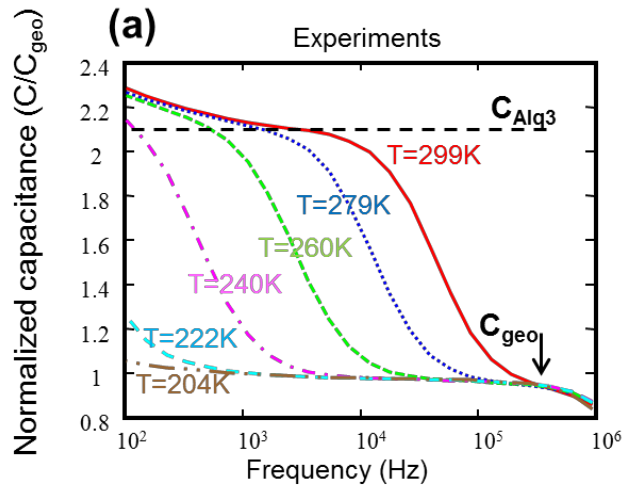 (a)
Experiments
Normalized capacitance (C/Cgeo)
2.4
2.2
2
1.8
1.6
1.4
1.2
1
0.8
CAlq3
T=299K
T=279K
T=260K
T=240K
T=222K
T=204K
Cgeo
10² 10³ 10⁴ 10⁵ 10⁶
Frequency (Hz)